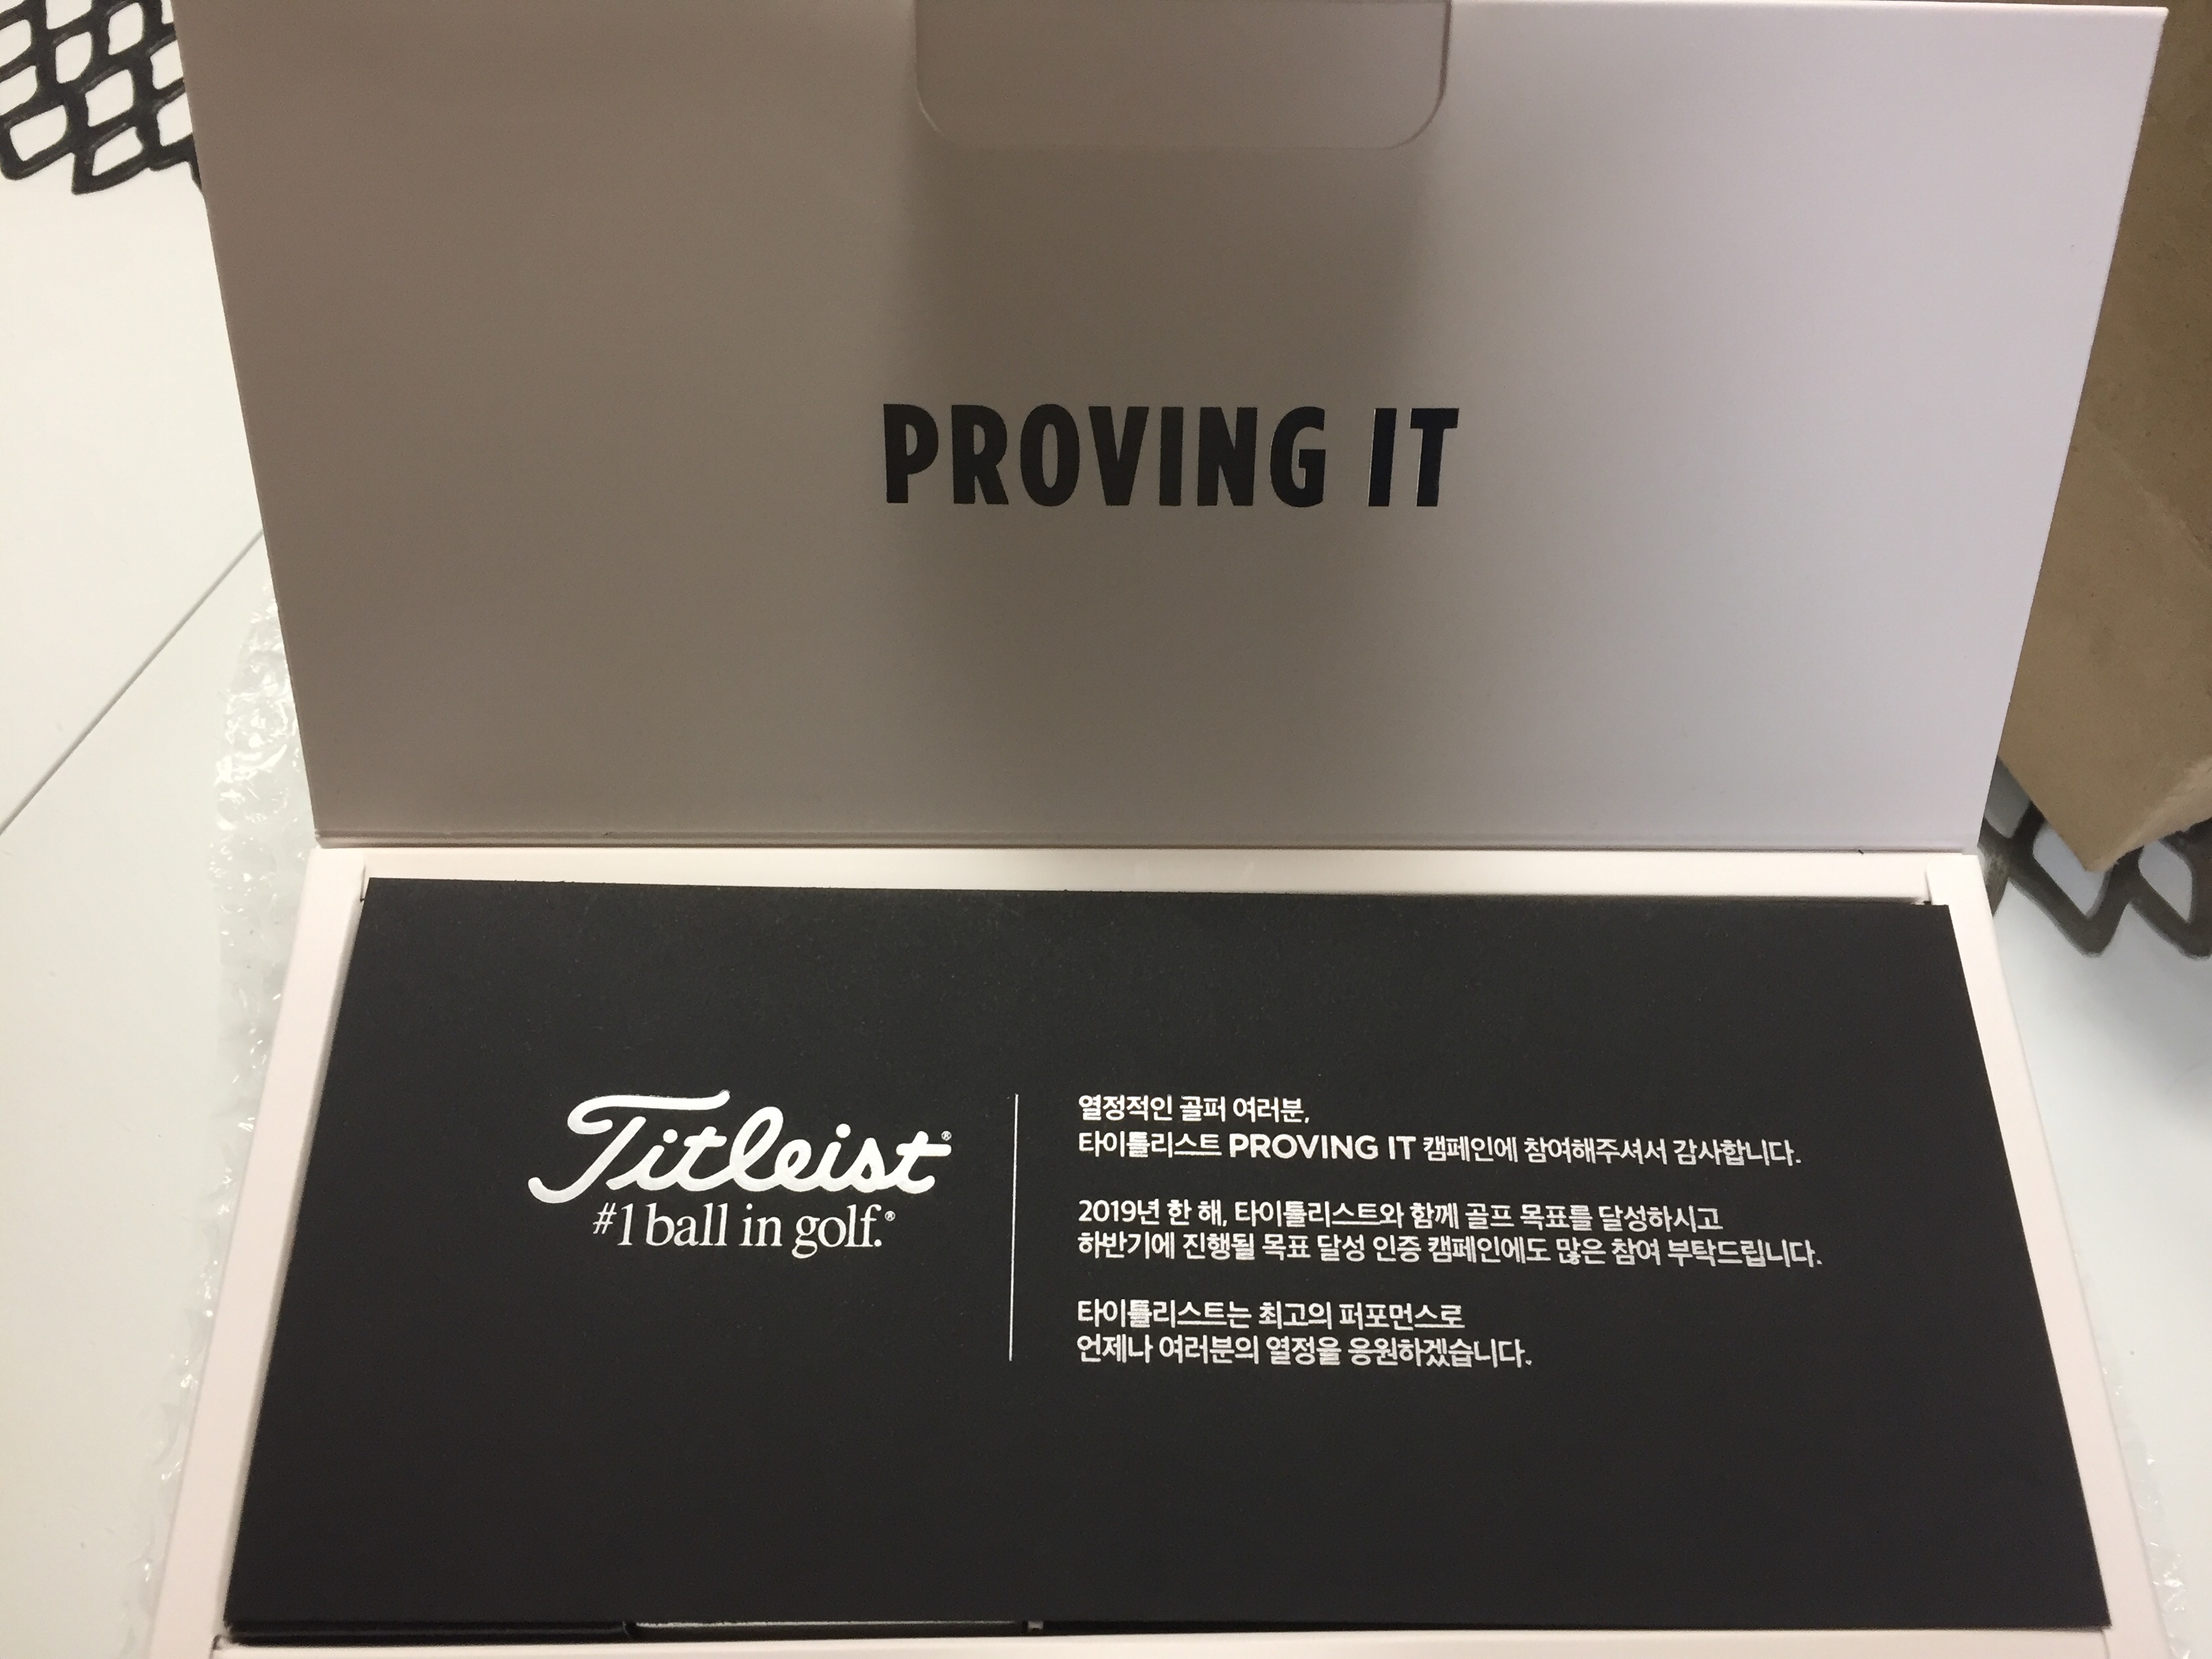 PROVING IT
Titleist®
#1 ball in golf.®
열정적인 골퍼 여러분,
타이틀리스트 PROVING IT 캠페인에 참여해주셔서 감사합니다.
2019년 한 해, 타이틀리스트와 함께 골프 목표를 달성하시고
하반기에 진행될 목표 달성 인증 캠페인에도 많은 참여 부탁드립니다.
타이틀리스트는 최고의 퍼포먼스로
언제나 여러분의 열정을 응원하겠습니다.